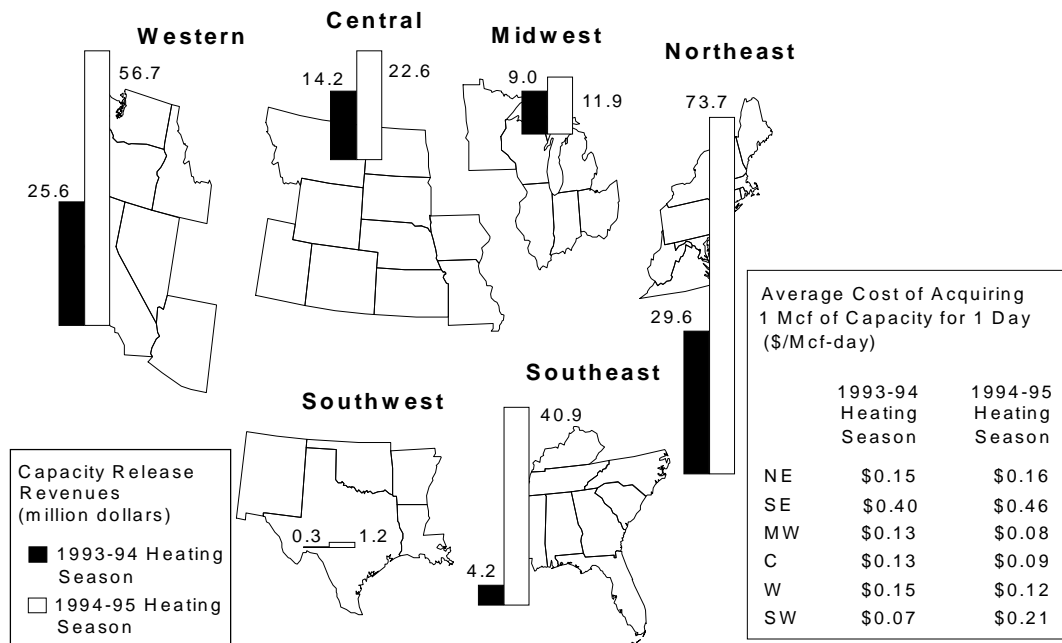 Western
56.7
25.6
Central
14.2
22.6
Midwest
9.0
11.9
Northeast
73.7
29.6
Southwest
0.3
1.2
Southeast
40.9
4.2
Capacity Release
Revenues
(million dollars)
1993-94 Heating
Season
1994-95 Heating
Season
Average Cost of Acquiring
1 Mcf of Capacity for 1 Day
($/Mcf-day)
1993-94 1994-95
Heating Heating
Season Season
NE $0.15 $0.16
SE $0.40 $0.46
MW $0.13 $0.08
C $0.13 $0.09
W $0.15 $0.12
SW $0.07 $0.21